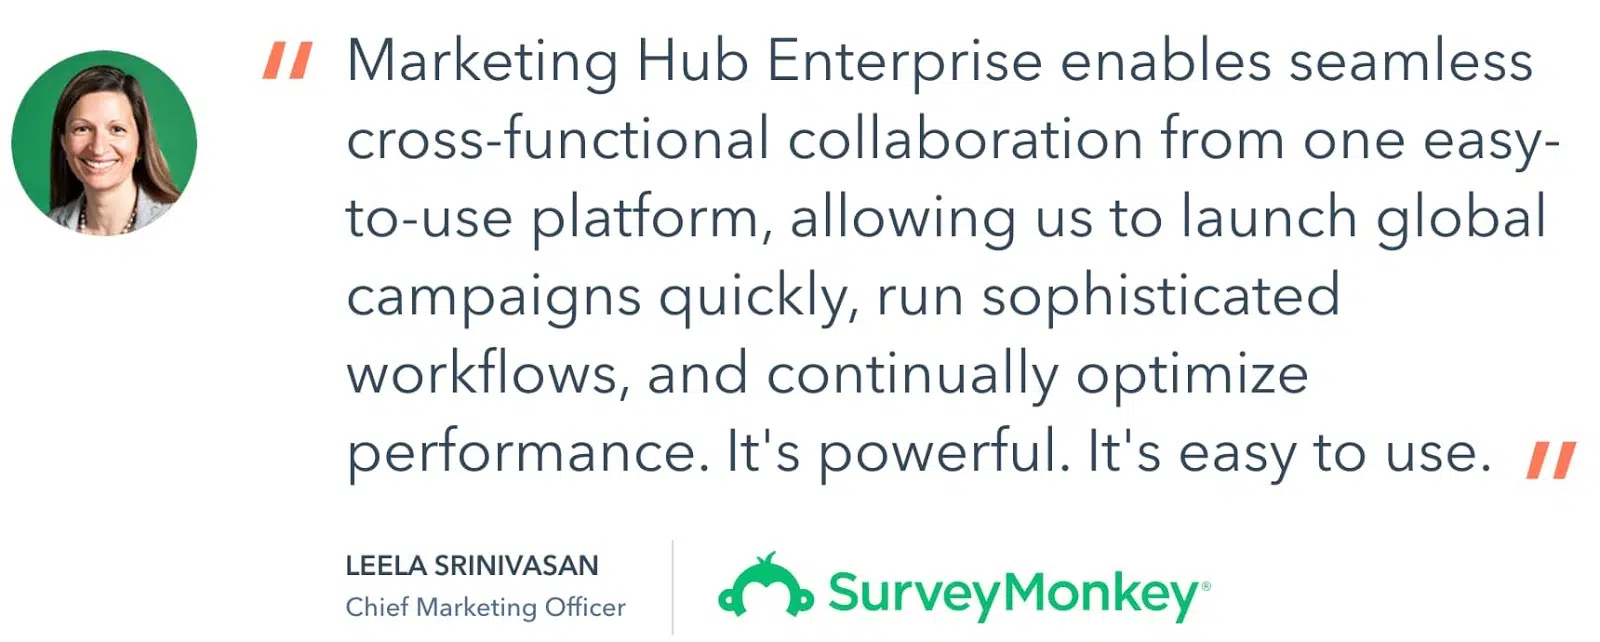 " Marketing Hub Enterprise enables seamless
cross-functional collaboration from one easy-
to-use platform, allowing us to launch global
campaigns quickly, run sophisticated
workflows, and continually optimize
performance. It's powerful. It's easy to use. "
LEELA SRINIVASAN
Chief Marketing Officer
SurveyMonkey®